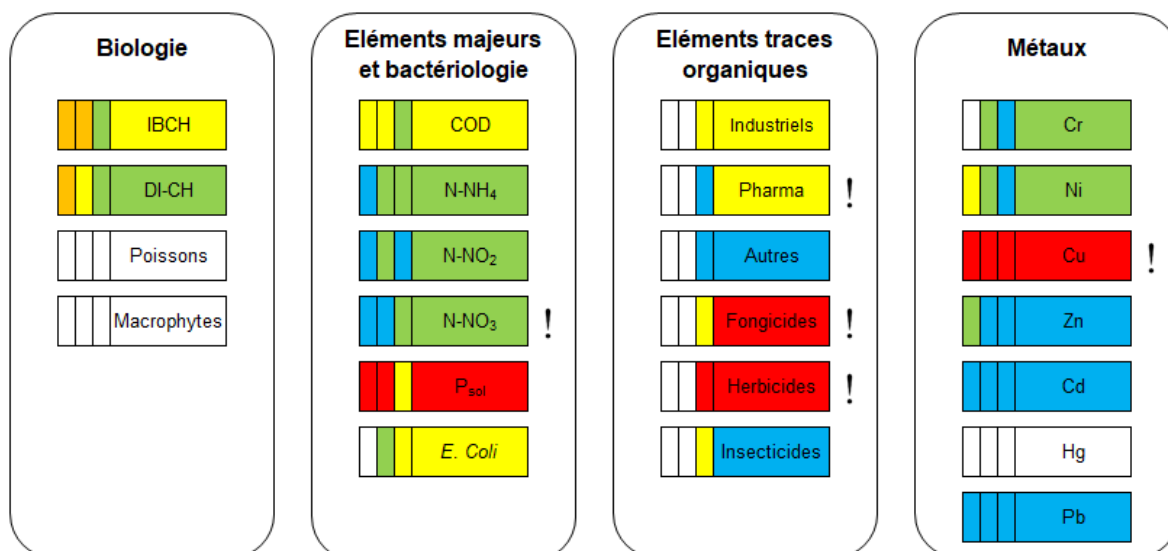 Biologie
IBCH
DI-CH
Poissons
Macrophytes
Eléments majeurs
et bactériologie
COD
N-NH₄
N-NO₂
N-NO₃ !
Psol
E. Coli
Eléments traces
organiques
Industriels
Pharma !
Autres
Fongicides !
Herbicides !
Insecticides
Métaux
Cr
Ni
Cu !
Zn
Cd
Hg
Pb